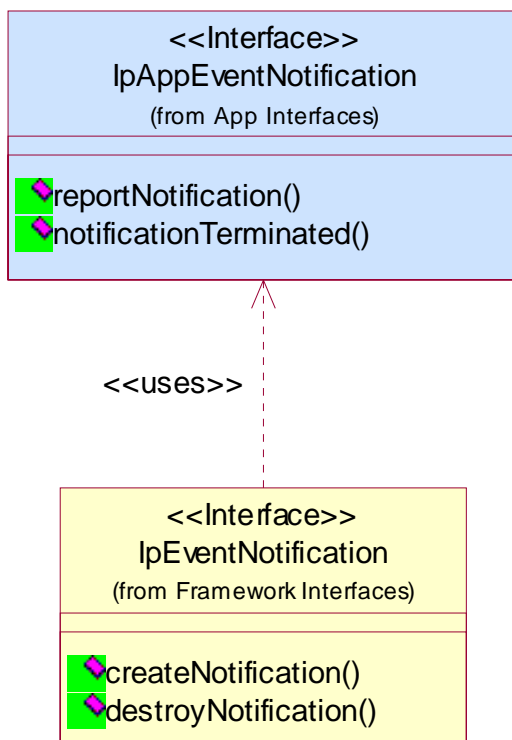 <<Interface>>
IpAppEventNotification
(from App Interfaces)
reportNotification()
notificationTerminated()
<<uses>>
<<Interface>>
IpEventNotification
(from Framework Interfaces)
createNotification()
destroyNotification()